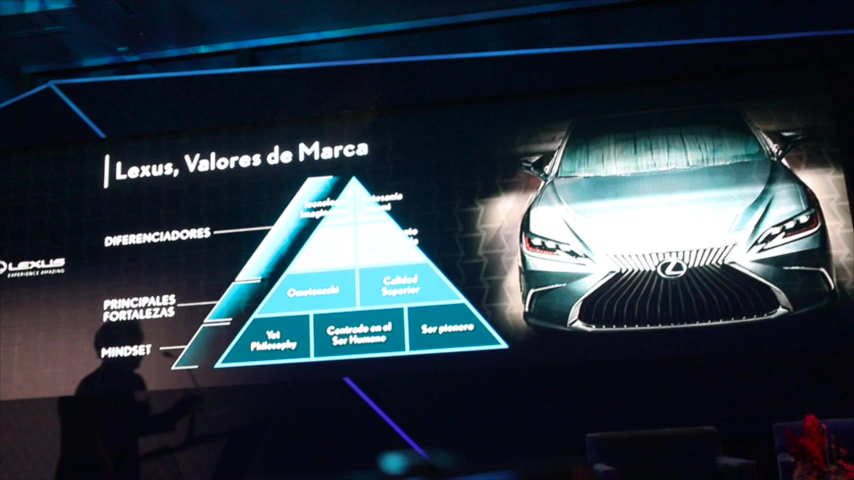 Lexus, Valores de Marca
DIFERENCIADORES
LEXUS
EXPERIENCE AMAZING
Omotenashi
Calidad
Superior
PRINCIPALES
FORTALEZAS
MINDSET
Yet
Philosophy
Centrado en el
Ser Humano
Ser pionero